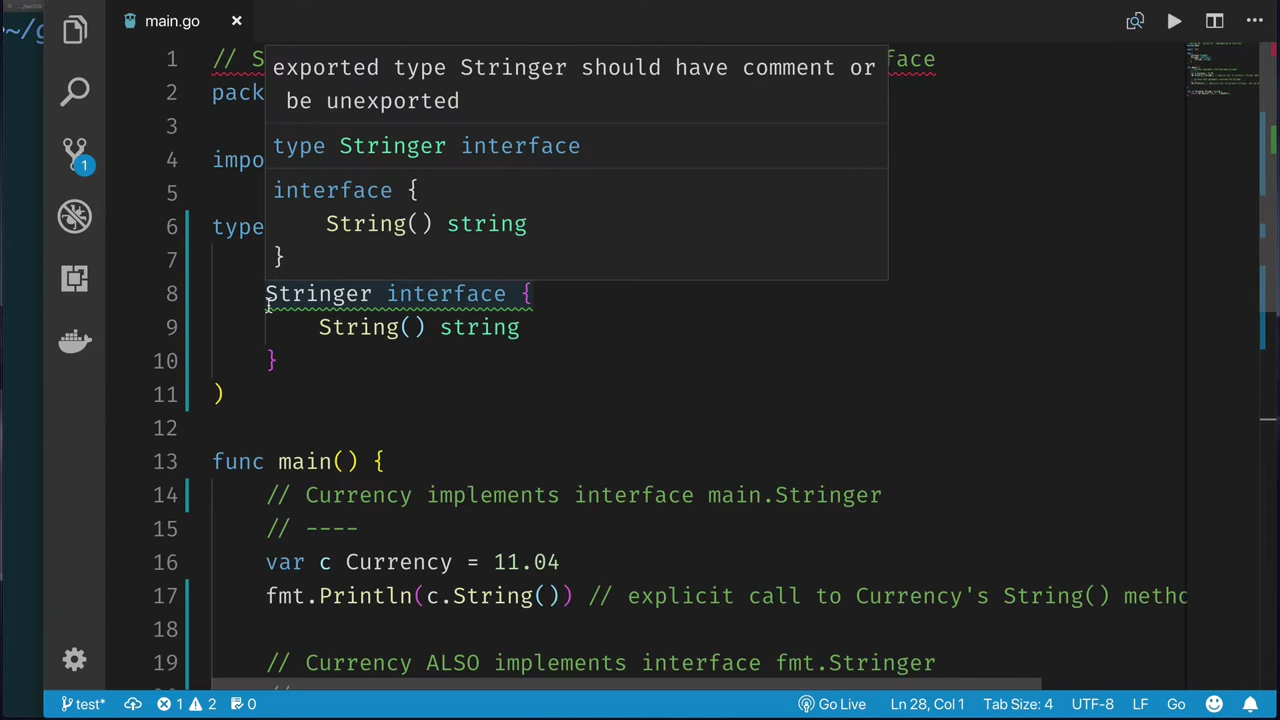 ~/g
main.go
1 // S face
exported type Stringer should have comment or
be unexported
2 pack
3
type Stringer interface
4 impo
interface {
5
String() string
6 type
}
7
8 Stringer interface {
9 String() string
10 }
11 )
12
13 func main() {
14 // Currency implements interface main.Stringer
15 // ----
16 var c Currency = 11.04
17 fmt.Println(c.String()) // explicit call to Currency's String() metho
18
19 // Currency ALSO implements interface fmt.Stringer
1
test* 1 2 0 Go Live Ln 28, Col 1 Tab Size: 4 UTF-8 LF Go